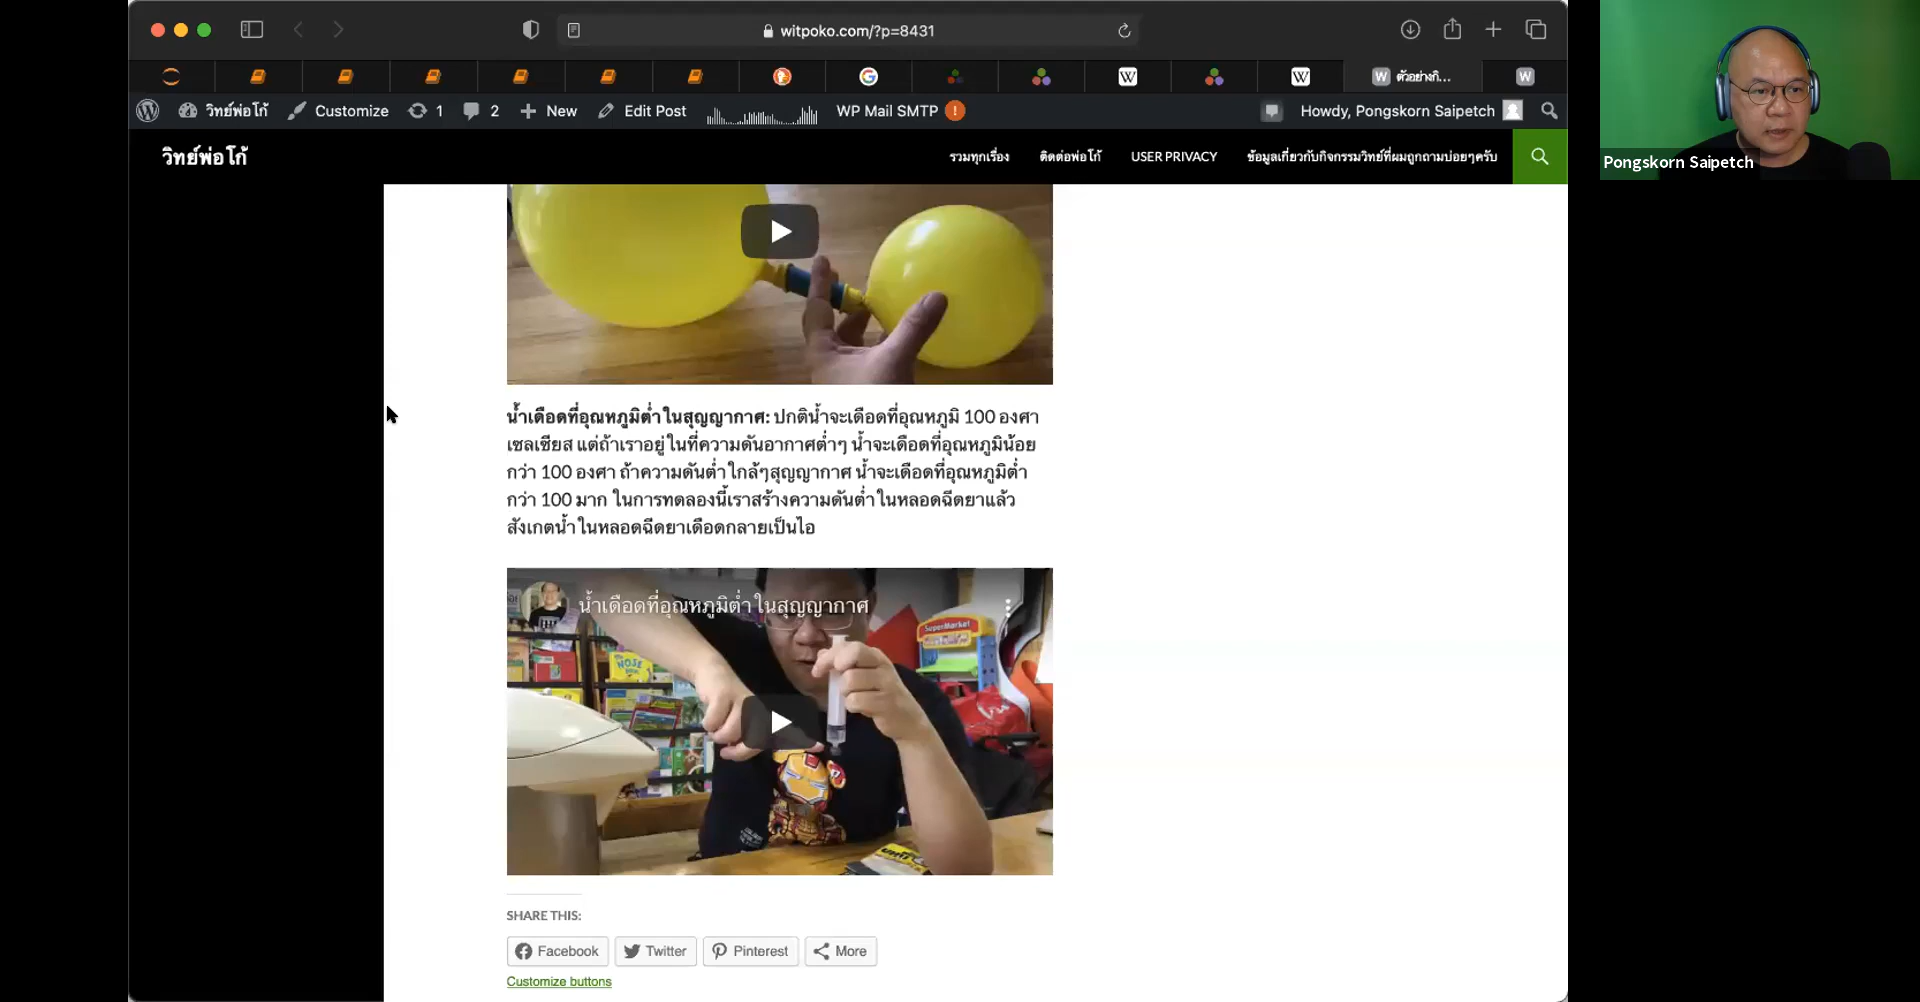 witpoko.com/?p=8431
ตัวอย่างกิ...
วิทย์พ่อโก้ Customize 1 2 New Edit Post WP Mail SMTP ! Howdy, Pongskorn Saipetch
วิทย์พ่อโก้ รวมทุกเรื่อง ติดต่อพ่อโก้ USER PRIVACY ข้อมูลเกี่ยวกับกิจกรรมวิทย์ที่ผมถูกถามบ่อยๆครับ
Pongskorn Saipetch
น้ำเดือดที่อุณหภูมิต่ำในสุญญากาศ: ปกติน้ำจะเดือดที่อุณหภูมิ 100 องศา
เซลเซียส แต่ถ้าเราอยู่ในที่ความดันอากาศต่ำๆ น้ำจะเดือดที่อุณหภูมิน้อย
กว่า 100 องศา ถ้าความดันต่ำใกล้ๆสุญญากาศ น้ำจะเดือดที่อุณหภูมิต่ำ
กว่า 100 มาก ในการทดลองนี้เราสร้างความดันต่ำในหลอดฉีดยาแล้ว
สังเกตน้ำในหลอดฉีดยาเดือดกลายเป็นไอ
น้ำเดือดที่อุณหภูมิต่ำในสุญญากาศ
SuperMarket
NOSE
UHU
SHARE THIS:
Facebook Twitter Pinterest More
Customize buttons